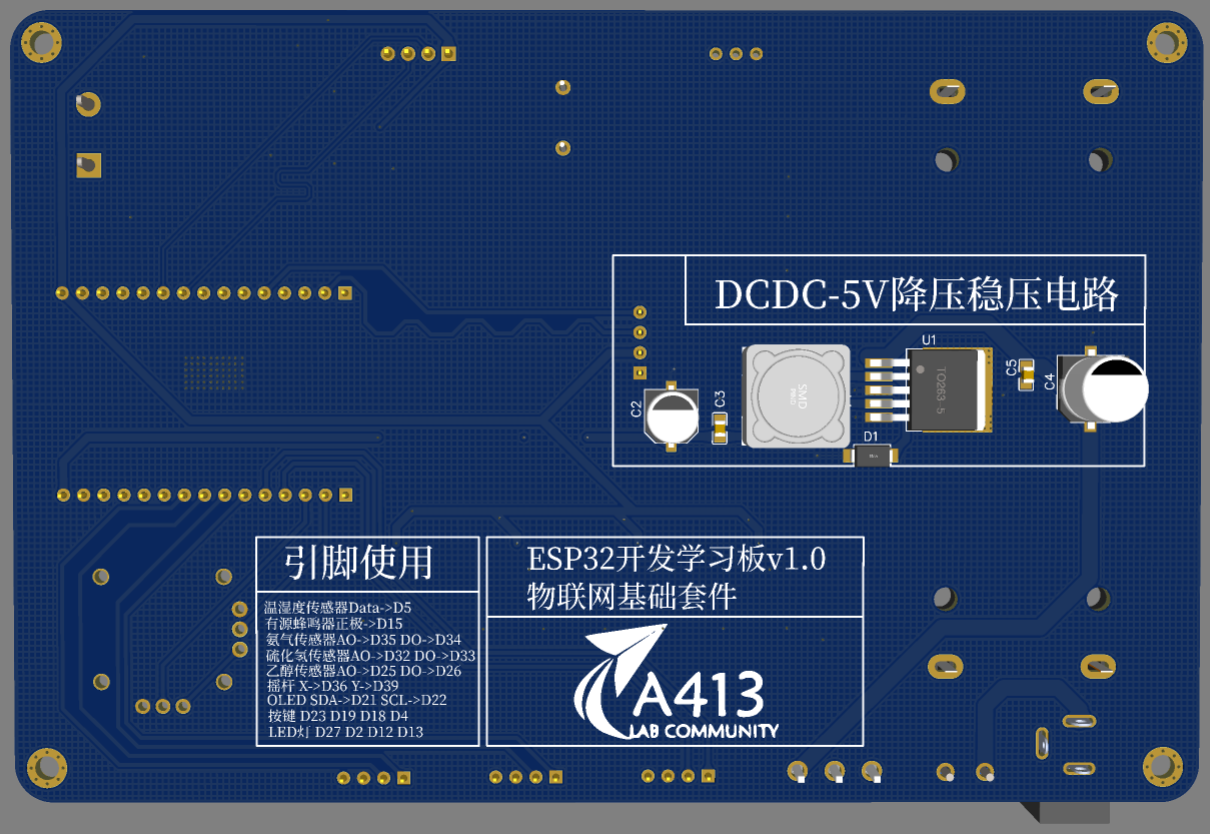 DCDC-5V降压稳压电路
U1
C2
C3
SMD
TO263-5
C5
C4
D1
引脚使用
温湿度传感器Data->D5
有源蜂鸣器正极->D15
氨气传感器AO->D35 DO->D34
硫化氢传感器AO->D32 DO->D33
乙醇传感器AO->D25 DO->D26
摇杆 X->D36 Y->D39
OLED SDA->D21 SCL->D22
按键 D23 D19 D18 D4
LED灯 D27 D2 D12 D13
ESP32开发学习板v1.0
物联网基础套件
A413
LAB COMMUNITY